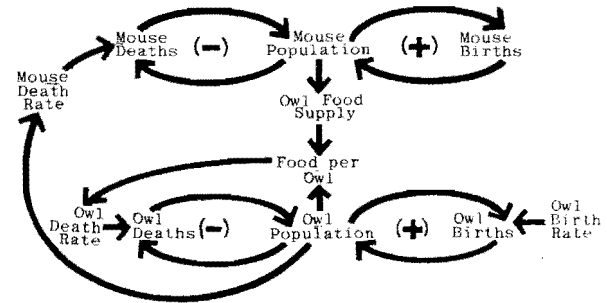 Mouse
Deaths
(-)
Mouse
Population
(+)
Mouse
Births
Mouse
Death
Rate
Owl Food
Supply
Food per
Owl
Owl
Death
Rate
Owl
Deaths
(-)
Owl
Population
(+)
Owl
Births
Owl
Birth
Rate